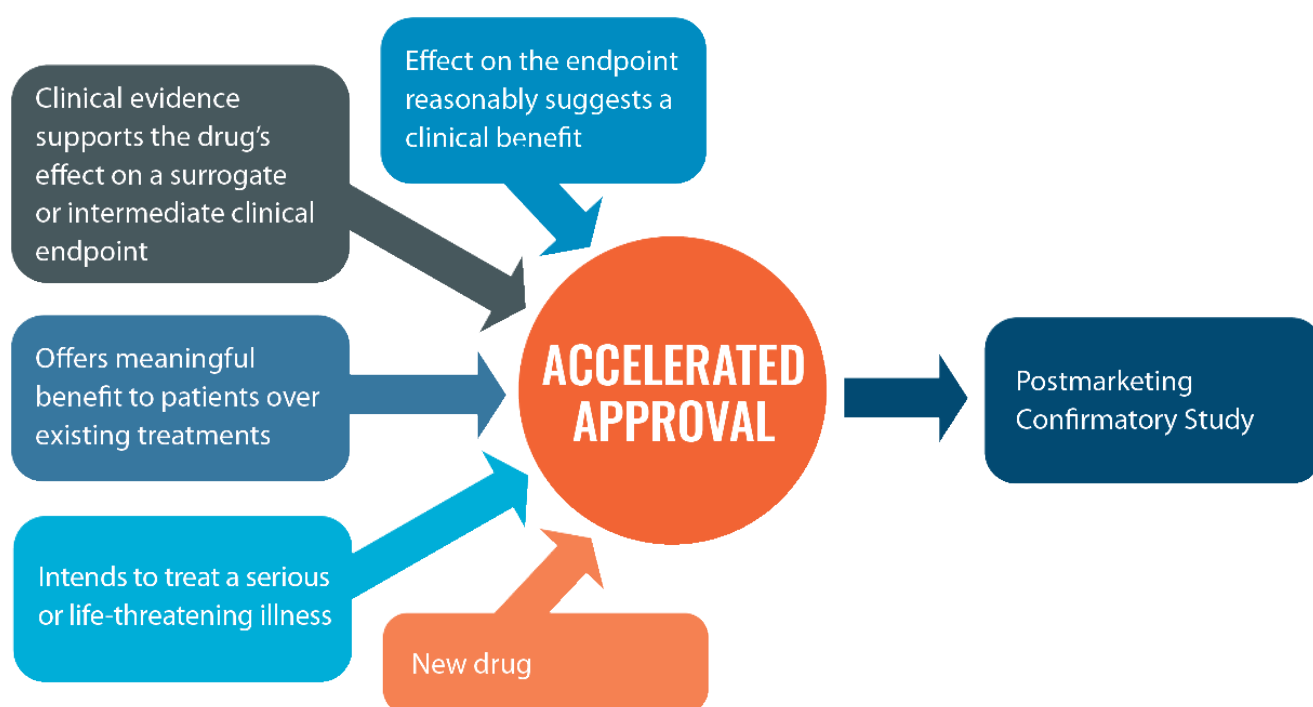 Effect on the endpoint
reasonably suggests a
clinical benefit
Clinical evidence
supports the drug’s
effect on a surrogate
or intermediate clinical
endpoint
Offers meaningful
benefit to patients over
existing treatments
Intends to treat a serious
or life-threatening illness
New drug
ACCELERATED
APPROVAL
Postmarketing
Confirmatory Study